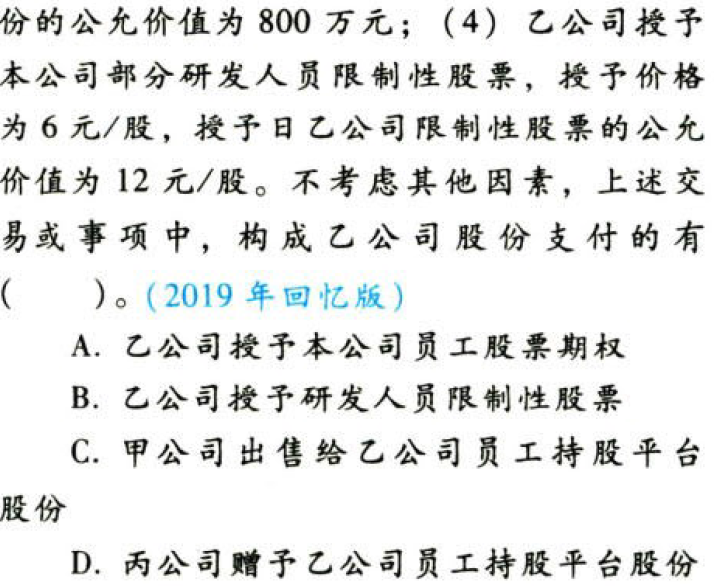 份的公允价值为 800 万元；（4） 乙公司授予
本公司部分研发人员限制性股票，授予价格
为 6 元/股，授予日乙公司限制性股票的公允
价值为 12 元/股。不考虑其他因素，上述交
易或事项中，构成乙公司股份支付的有
(　　)。(2019 年回忆版)
A. 乙公司授予本公司员工股票期权
B. 乙公司授予研发人员限制性股票
C. 甲公司出售给乙公司员工持股平台
股份
D. 丙公司赠予乙公司员工持股平台股份